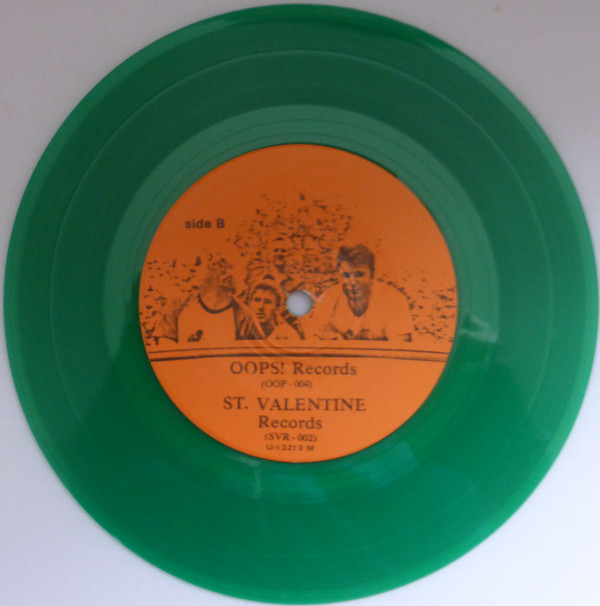 side B
OOPS! Records
(OOP - 004)
ST. VALENTINE
Records
(SVR - 002)
U-13213 M